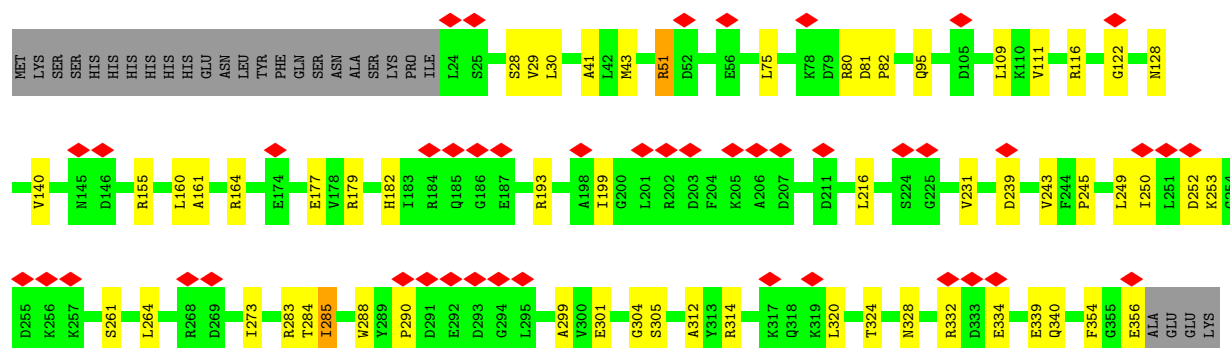 MET LYS SER SER HIS HIS HIS HIS HIS HIS GLU ASN LEU TYR PHE GLN SER ASN ALA SER LYS PRO ILE L24 S25 S28 V29 L30 A41 L42 M43 R51 D52 E56 L75 K78 D79 R80 D81 P82 Q95 D105 L109 K110 V111 R116 G122 N128
V140 N145 D146 R155 L160 A161 R164 E174 E177 V178 R179 H182 I183 R184 Q185 G186 E187 R193 A198 I199 G200 L201 R202 D203 F204 K205 A206 D207 D211 L216 S224 G225 V231 D239 V243 F244 P245 L249 I250 L251 D252 K253 G254
D255 K256 K257 S261 L264 R268 D269 I273 R283 T284 I285 W288 Y289 P290 D291 E292 D293 G294 L295 A299 V300 E301 G304 S305 A312 Y313 R314 K317 Q318 K319 L320 T324 N328 R332 D333 E334 E339 Q340 F354 G355 E356 ALA GLU GLU LYS